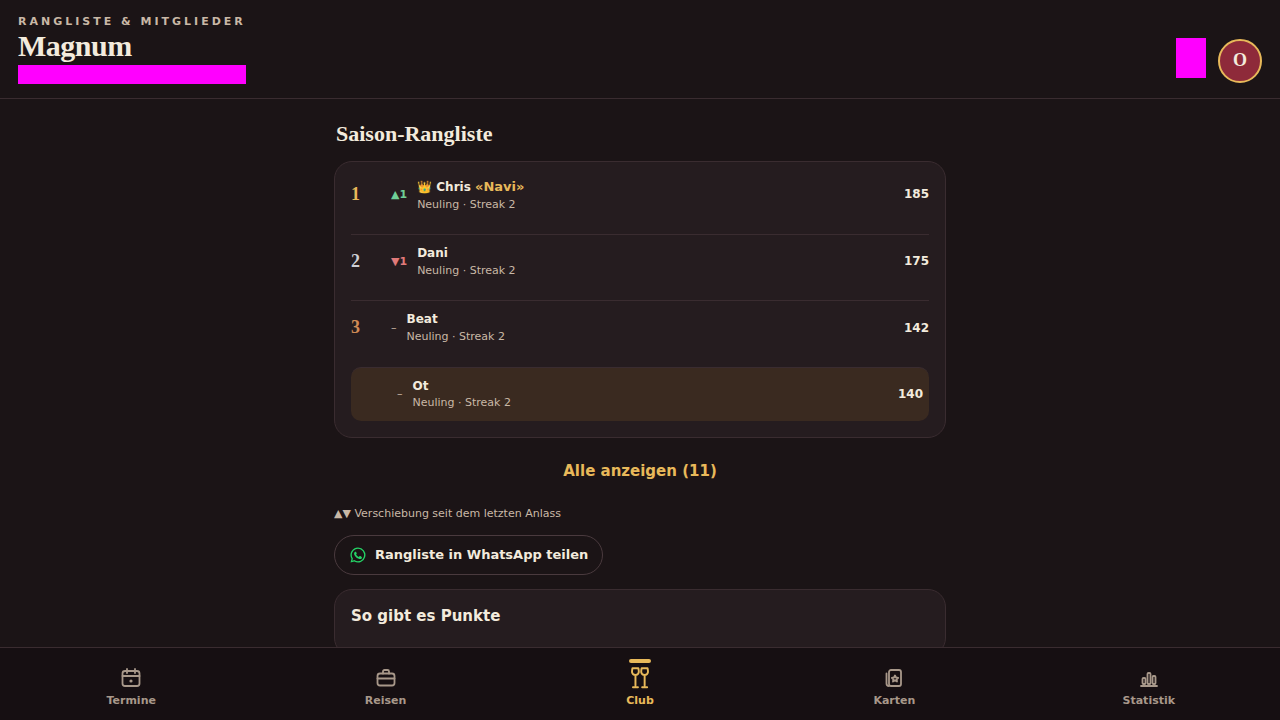 RANGLISTE & MITGLIEDER
Magnum
O
Saison-Rangliste
1 ▲1 👑 Chris «Navi» 185
Neuling · Streak 2
2 ▼1 Dani 175
Neuling · Streak 2
3 – Beat 142
Neuling · Streak 2
– Ot 140
Neuling · Streak 2
Alle anzeigen (11)
▲▼ Verschiebung seit dem letzten Anlass
Rangliste in WhatsApp teilen
So gibt es Punkte
Termine Reisen Club Karten Statistik